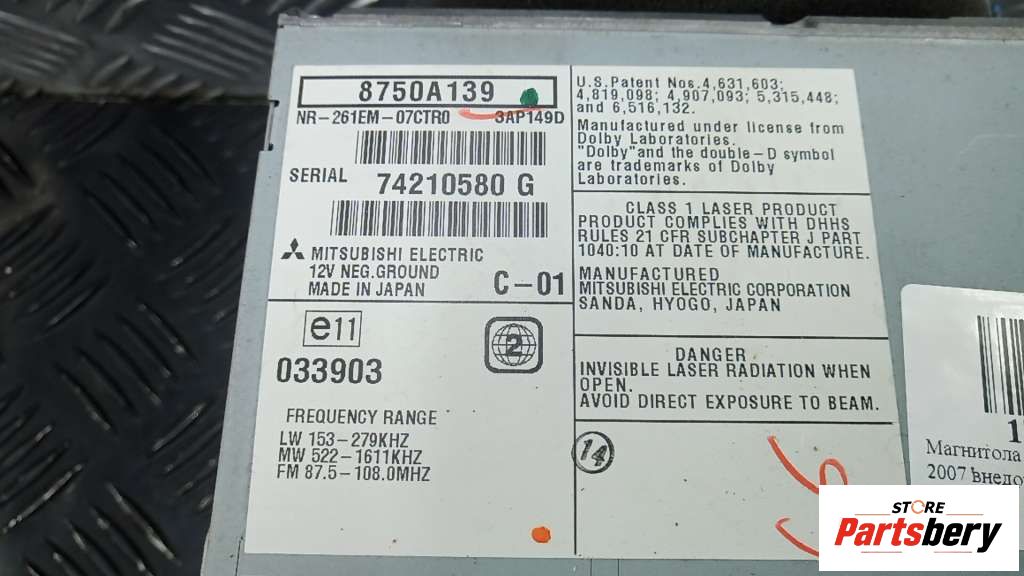 8750A139
NR-261EM-07CTR0 3AP149D
SERIAL 74210580 G
MITSUBISHI ELECTRIC
12V NEG.GROUND
MADE IN JAPAN C-01
e11
033903
2
FREQUENCY RANGE
LW 153-279KHZ
MW 522-1611KHZ
FM 87.5-108.0MHZ
U.S.Patent Nos.4,631,603;
4,819,098; 4,907,093; 5,315,448;
and 6,516,132.
Manufactured under license from
Dolby Laboratories.
"Dolby"and the double-D symbol
are trademarks of Dolby
Laboratories.
CLASS 1 LASER PRODUCT
PRODUCT COMPLIES WITH DHHS
RULES 21 CFR SUBCHAPTER J PART
1040:10 AT DATE OF MANUFACTURE.
MANUFACTURED
MITSUBISHI ELECTRIC CORPORATION
SANDA, HYOGO, JAPAN
DANGER
INVISIBLE LASER RADIATION WHEN
OPEN.
AVOID DIRECT EXPOSURE TO BEAM.
14
Магнитола
2007
STORE
Partsbery